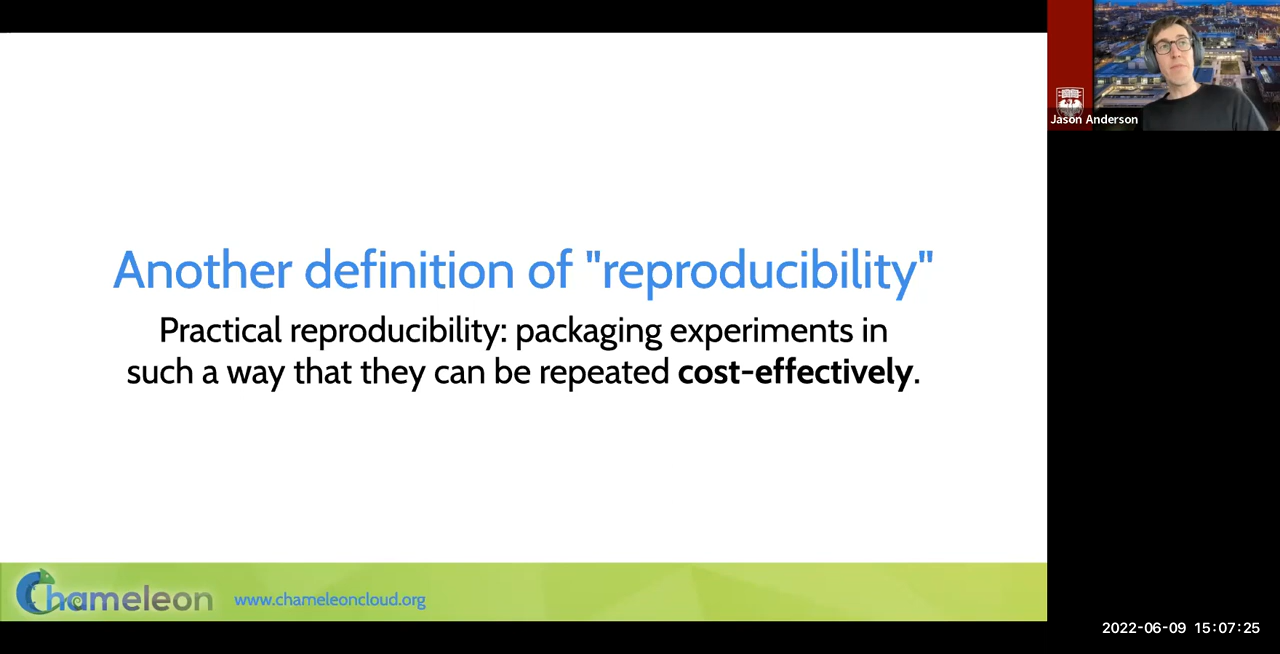 Another definition of "reproducibility"
Practical reproducibility: packaging experiments in
such a way that they can be repeated cost-effectively.
Chameleon
www.chameleoncloud.org
Jason Anderson
2022-06-09 15:07:25